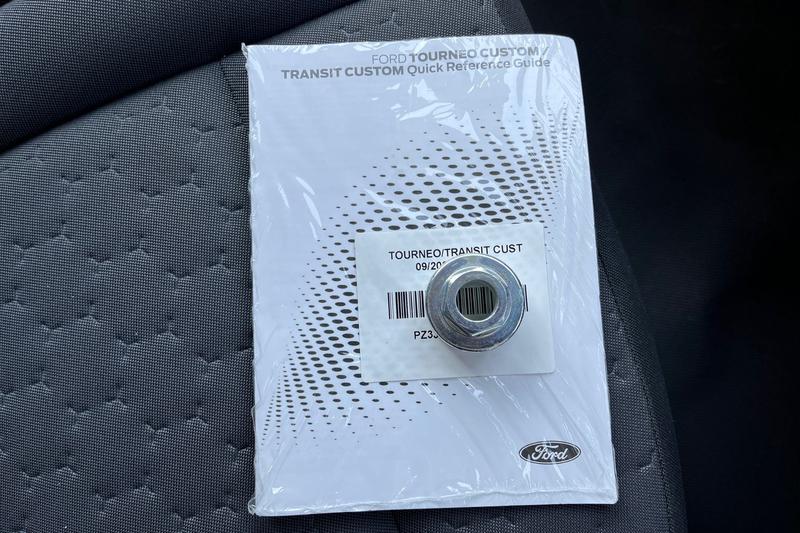 FORD TOURNEO CUSTOM /
TRANSIT CUSTOM Quick Reference Guide
TOURNEO/TRANSIT CUST
Ford